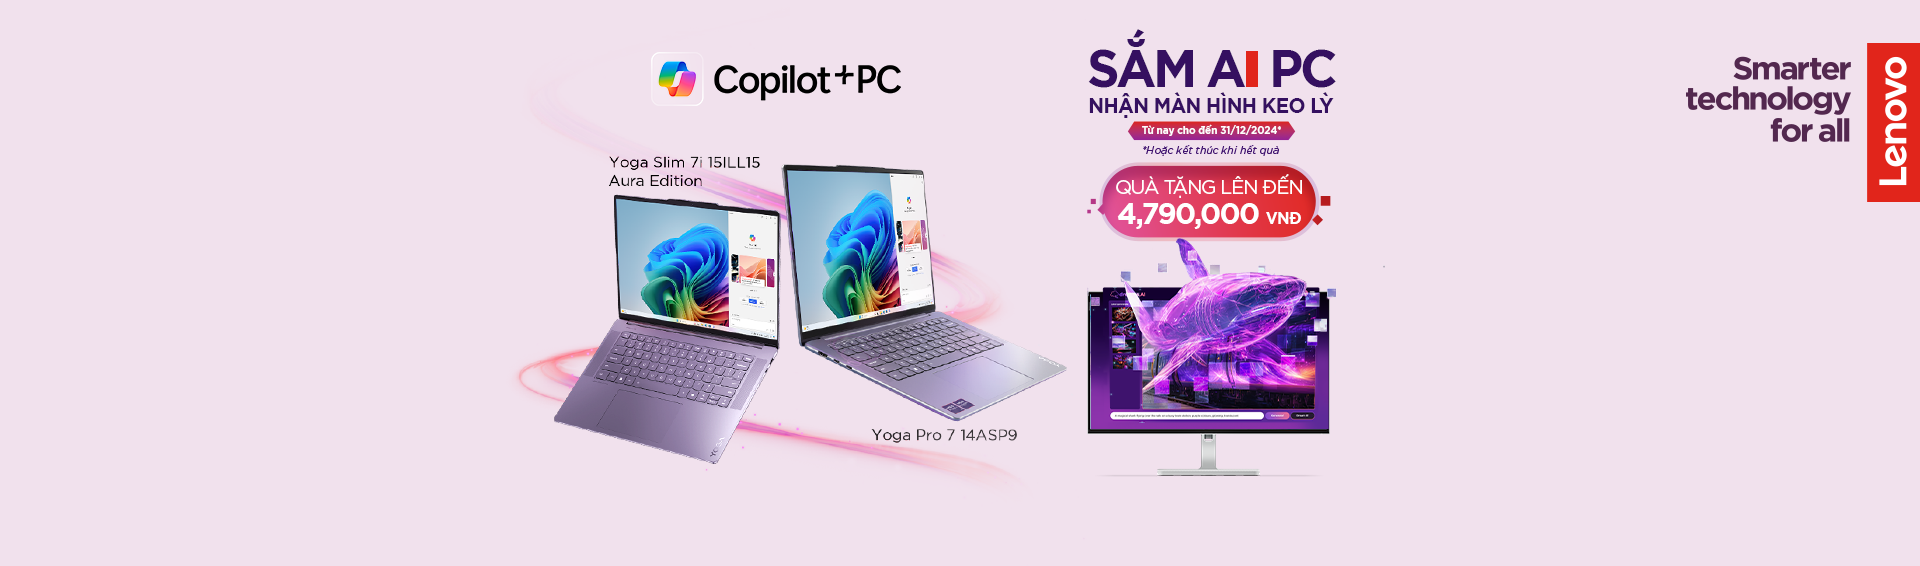 Copilot+PC
Yoga Slim 7i 15ILL15
Aura Edition
Yoga Pro 7 14ASP9
SẮM AI PC
NHẬN MÀN HÌNH KEO LỲ
Từ nay cho đến 31/12/2024*
*Hoặc kết thúc khi hết quà
QUÀ TẶNG LÊN ĐẾN
4,790,000 VNĐ
Smarter
technology
for all
Lenovo